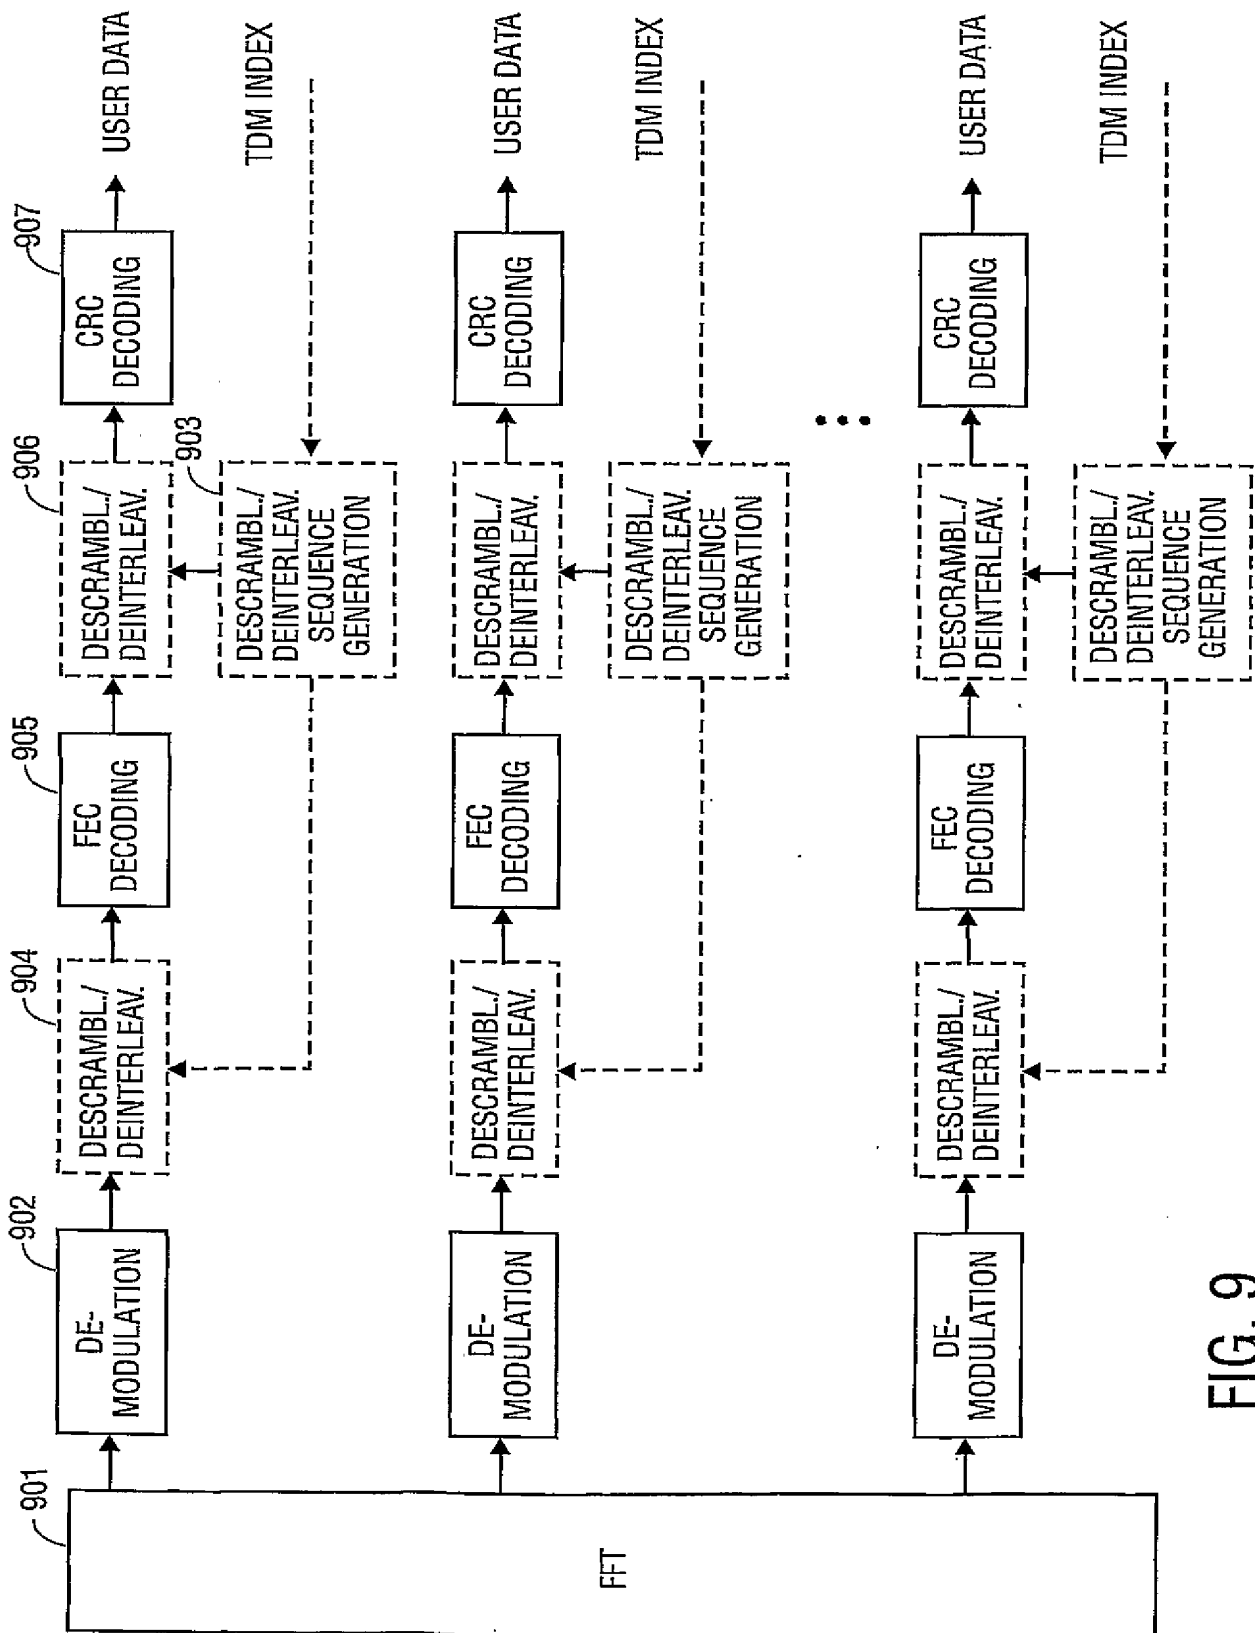 901
FFT
902
DE-
MODULATION
904
DESCRAMBL./
DEINTERLEAV.
905
FEC
DECODING
906
DESCRAMBL./
DEINTERLEAV.
907
CRC
DECODING
USER DATA
903
DESCRAMBL./
DEINTERLEAV.
SEQUENCE
GENERATION
TDM INDEX
DE-
MODULATION
DESCRAMBL./
DEINTERLEAV.
FEC
DECODING
DESCRAMBL./
DEINTERLEAV.
CRC
DECODING
USER DATA
DESCRAMBL./
DEINTERLEAV.
SEQUENCE
GENERATION
TDM INDEX
DE-
MODULATION
DESCRAMBL./
DEINTERLEAV.
FEC
DECODING
DESCRAMBL./
DEINTERLEAV.
CRC
DECODING
USER DATA
DESCRAMBL./
DEINTERLEAV.
SEQUENCE
GENERATION
TDM INDEX
FIG. 9